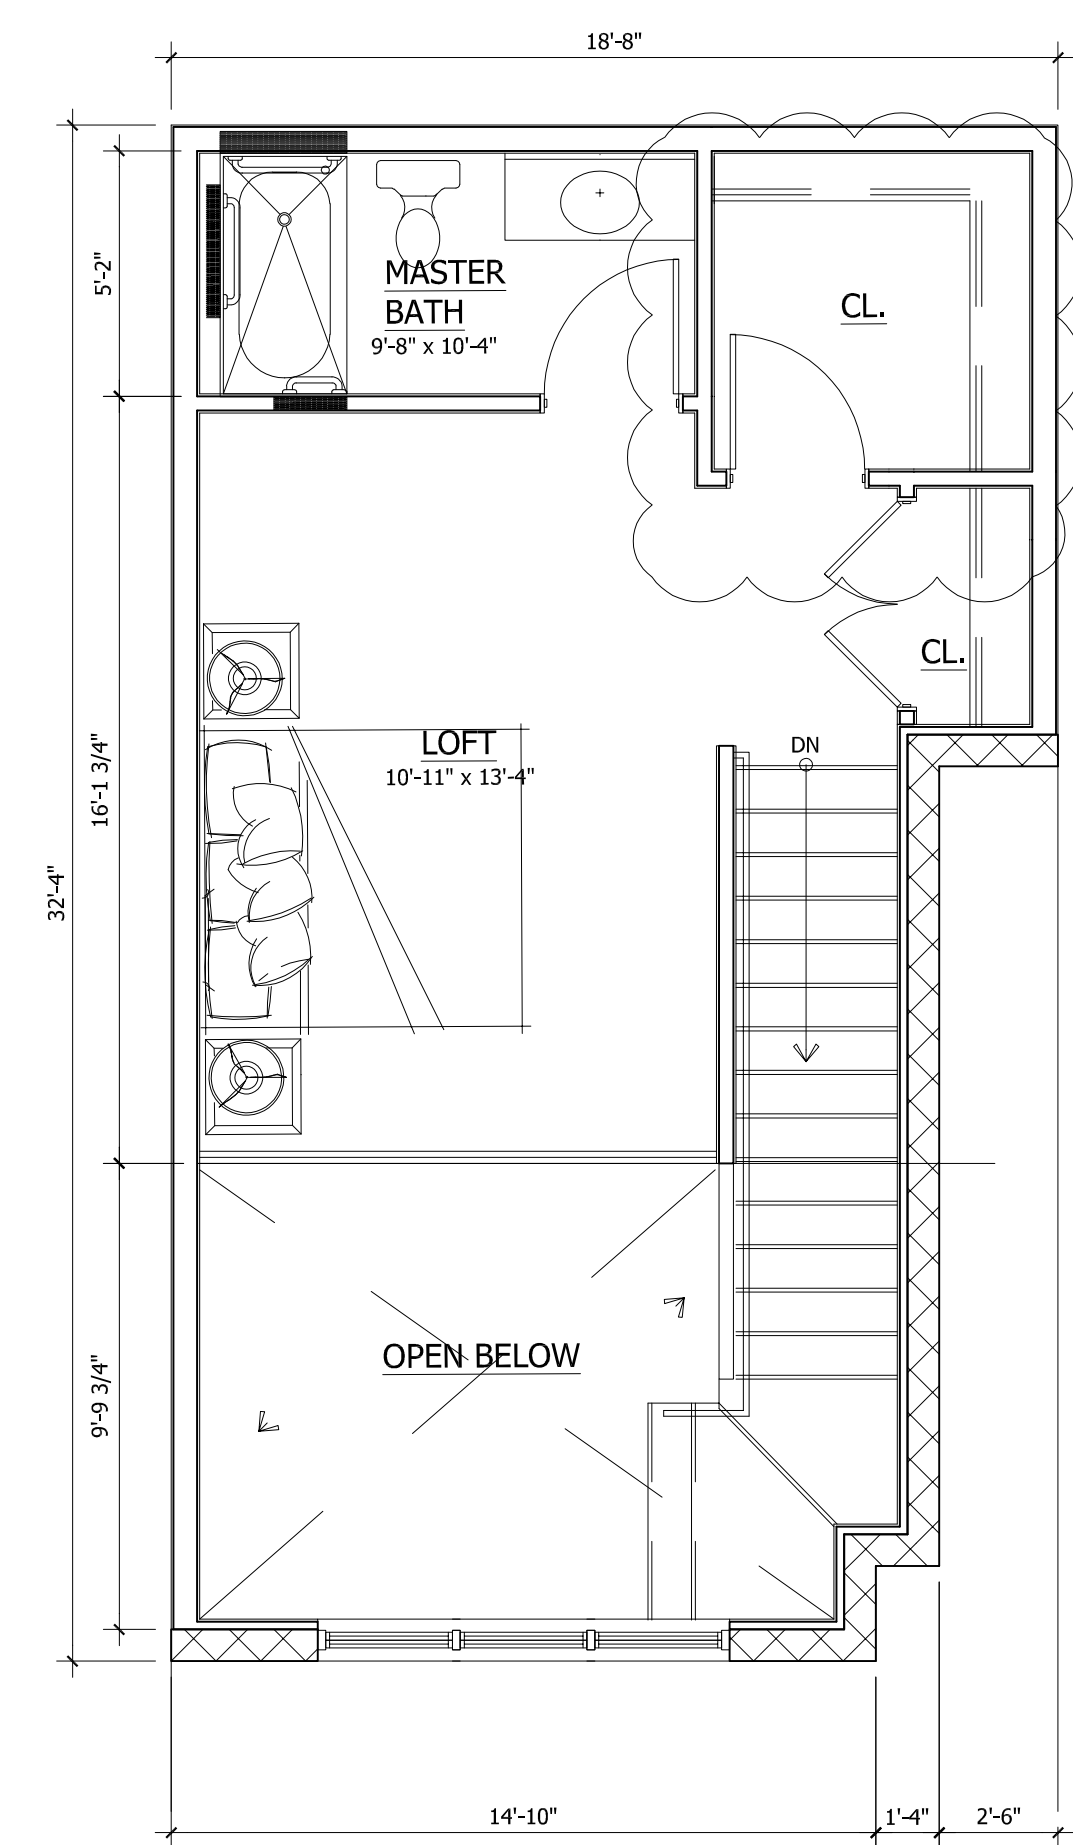 18'-8"
5'-2"
MASTER
BATH
9'-8" x 10'-4"
CL.
CL.
LOFT
10'-11" x 13'-4"
DN
16'-1 3/4"
32'-4"
OPEN BELOW
9'-9 3/4"
14'-10"
1'-4"
2'-6"